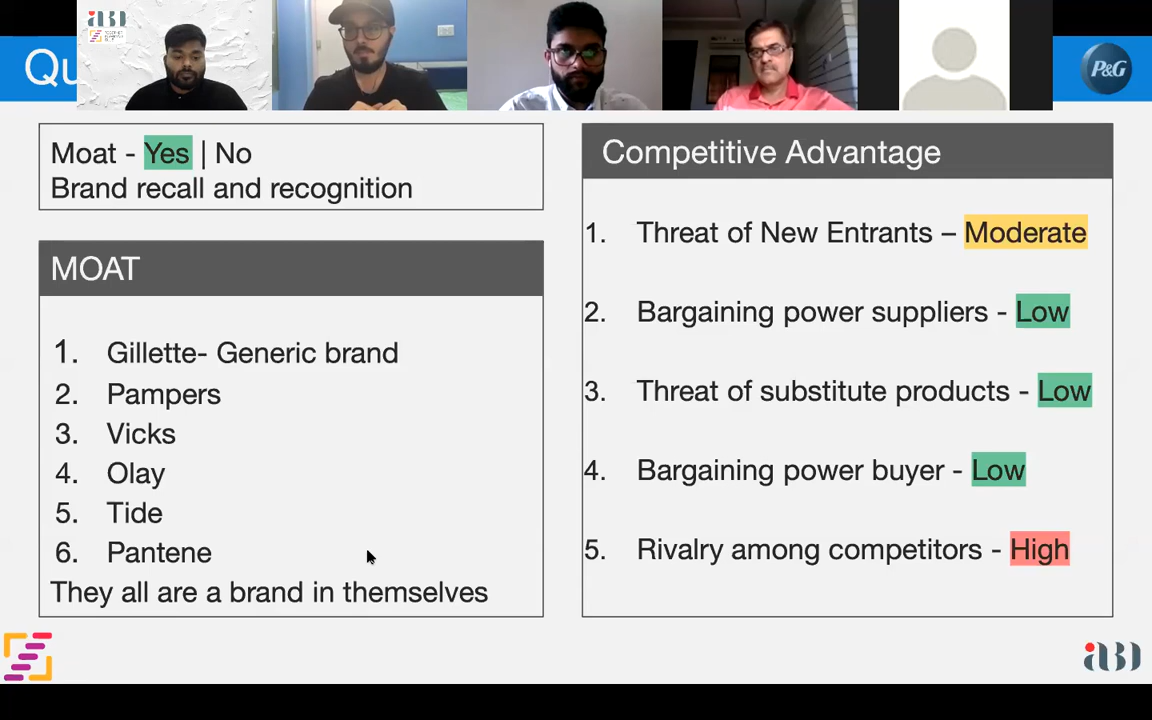 Qu
P&G
Moat - Yes | No
Brand recall and recognition
MOAT
1. Gillette- Generic brand
2. Pampers
3. Vicks
4. Olay
5. Tide
6. Pantene
They all are a brand in themselves
Competitive Advantage
1. Threat of New Entrants – Moderate
2. Bargaining power suppliers - Low
3. Threat of substitute products - Low
4. Bargaining power buyer - Low
5. Rivalry among competitors - High